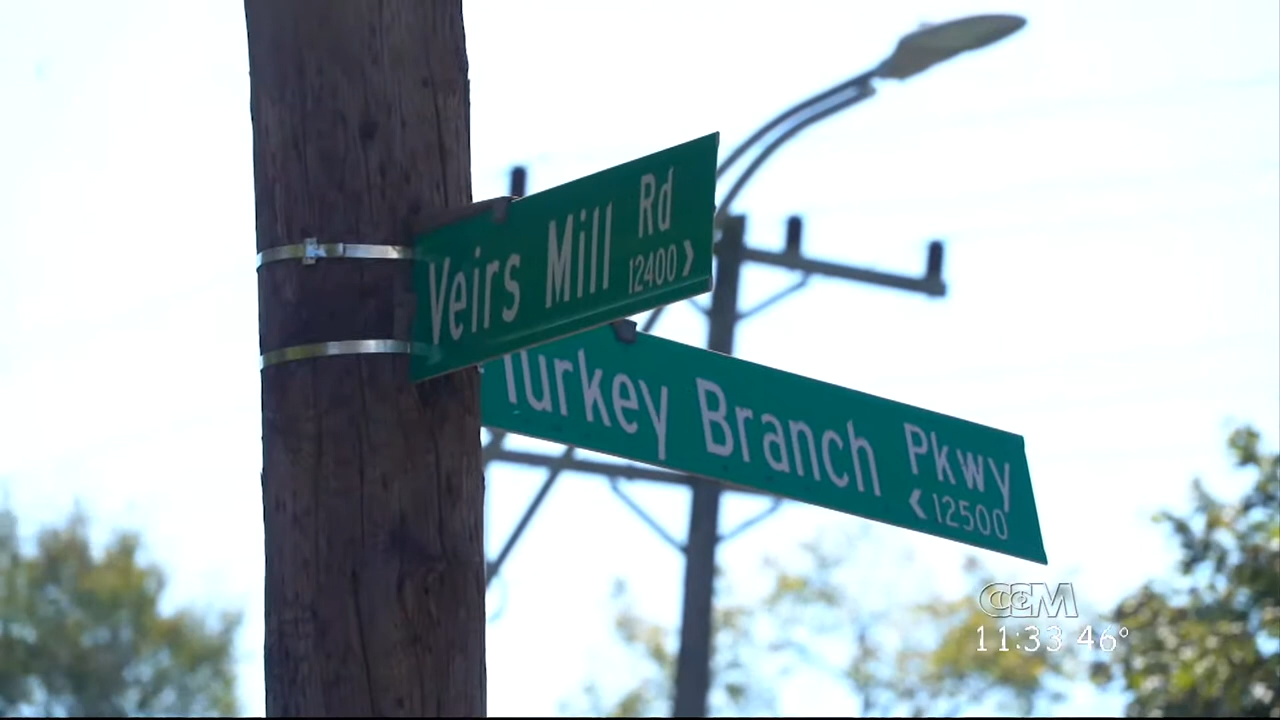 Veirs Mill Rd
12400 ›
Turkey Branch Pkwy
‹ 12500
CCM
11:33 46°